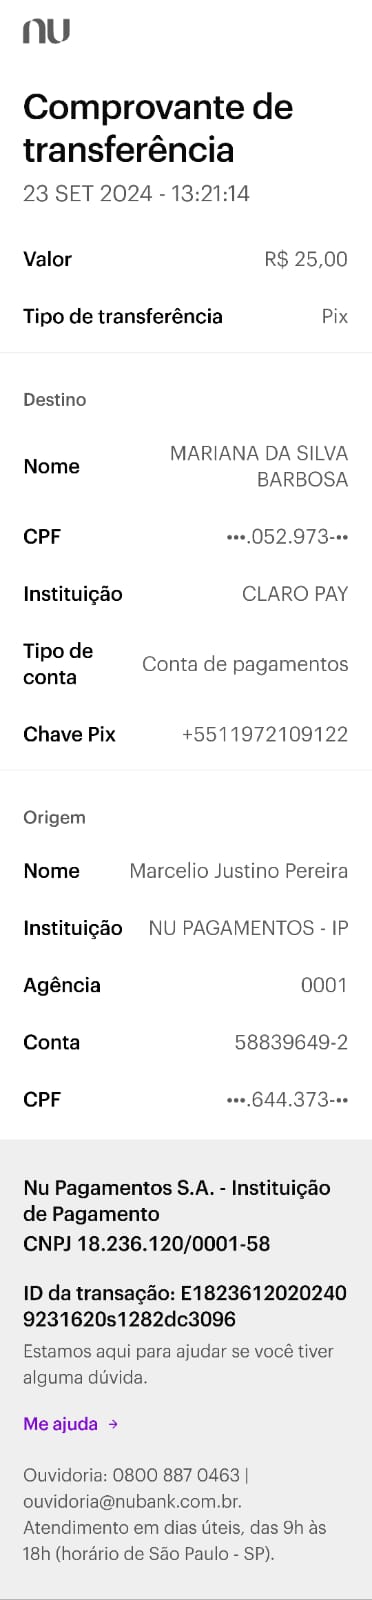 nu
Comprovante de
transferência
23 SET 2024 - 13:21:14
Valor R$ 25,00
Tipo de transferência Pix
Destino
Nome MARIANA DA SILVA
BARBOSA
CPF •••.052.973-••
Instituição CLARO PAY
Tipo de
conta Conta de pagamentos
Chave Pix +5511972109122
Origem
Nome Marcelio Justino Pereira
Instituição NU PAGAMENTOS - IP
Agência 0001
Conta 58839649-2
CPF •••.644.373-••
Nu Pagamentos S.A. - Instituição
de Pagamento
CNPJ 18.236.120/0001-58
ID da transação: E1823612020240
9231620s1282dc3096
Estamos aqui para ajudar se você tiver
alguma dúvida.
Me ajuda →
Ouvidoria: 0800 887 0463 |
ouvidoria@nubank.com.br.
Atendimento em dias úteis, das 9h às
18h (horário de São Paulo - SP).